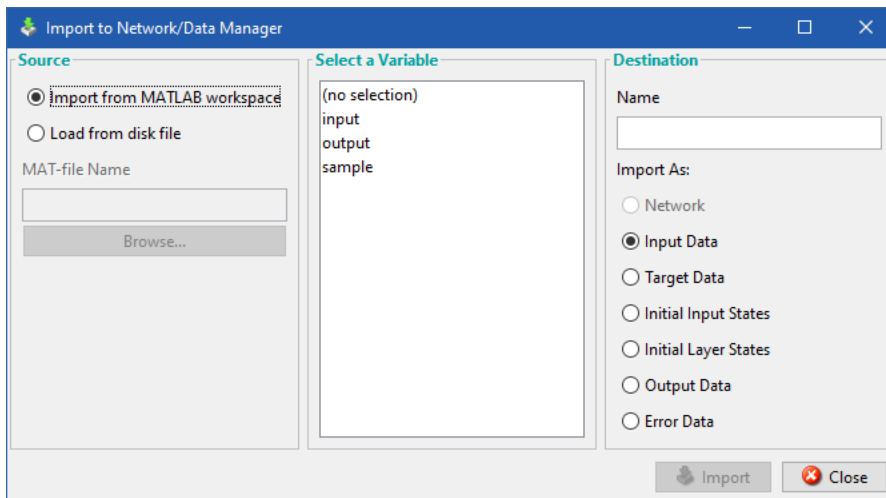 Import to Network/Data Manager
Source
Import from MATLAB workspace
Load from disk file
MAT-file Name
Browse...
Select a Variable
(no selection)
input
output
sample
Destination
Name
Import As:
Network
Input Data
Target Data
Initial Input States
Initial Layer States
Output Data
Error Data
Import
Close